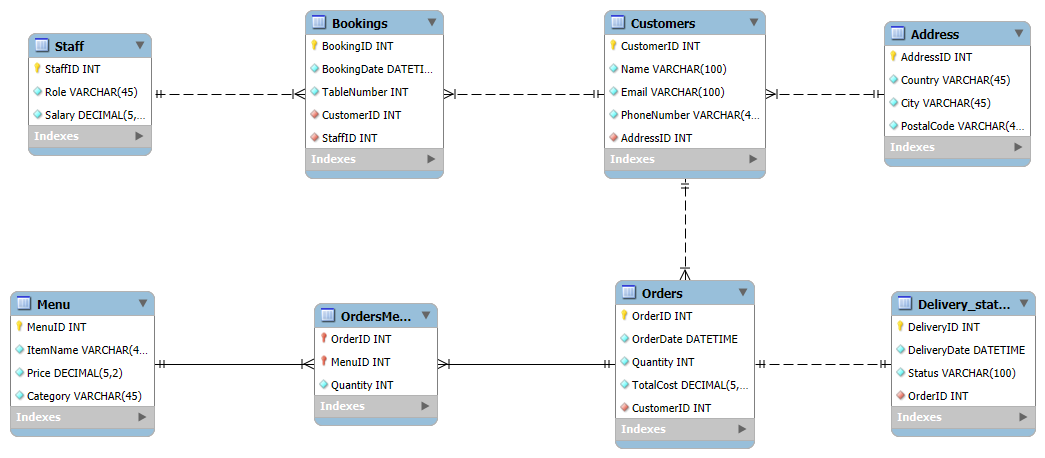 Staff
StaffID INT
Role VARCHAR(45)
Salary DECIMAL(5,...
Indexes
Bookings
BookingID INT
BookingDate DATETI...
TableNumber INT
CustomerID INT
StaffID INT
Indexes
Customers
CustomerID INT
Name VARCHAR(100)
Email VARCHAR(100)
PhoneNumber VARCHAR(4...
AddressID INT
Indexes
Address
AddressID INT
Country VARCHAR(45)
City VARCHAR(45)
PostalCode VARCHAR(4...
Indexes
Menu
MenuID INT
ItemName VARCHAR(4...
Price DECIMAL(5,2)
Category VARCHAR(45)
Indexes
OrdersMe...
OrderID INT
MenuID INT
Quantity INT
Indexes
Orders
OrderID INT
OrderDate DATETIME
Quantity INT
TotalCost DECIMAL(5,...
CustomerID INT
Indexes
Delivery_stat...
DeliveryID INT
DeliveryDate DATETIME
Status VARCHAR(100)
OrderID INT
Indexes